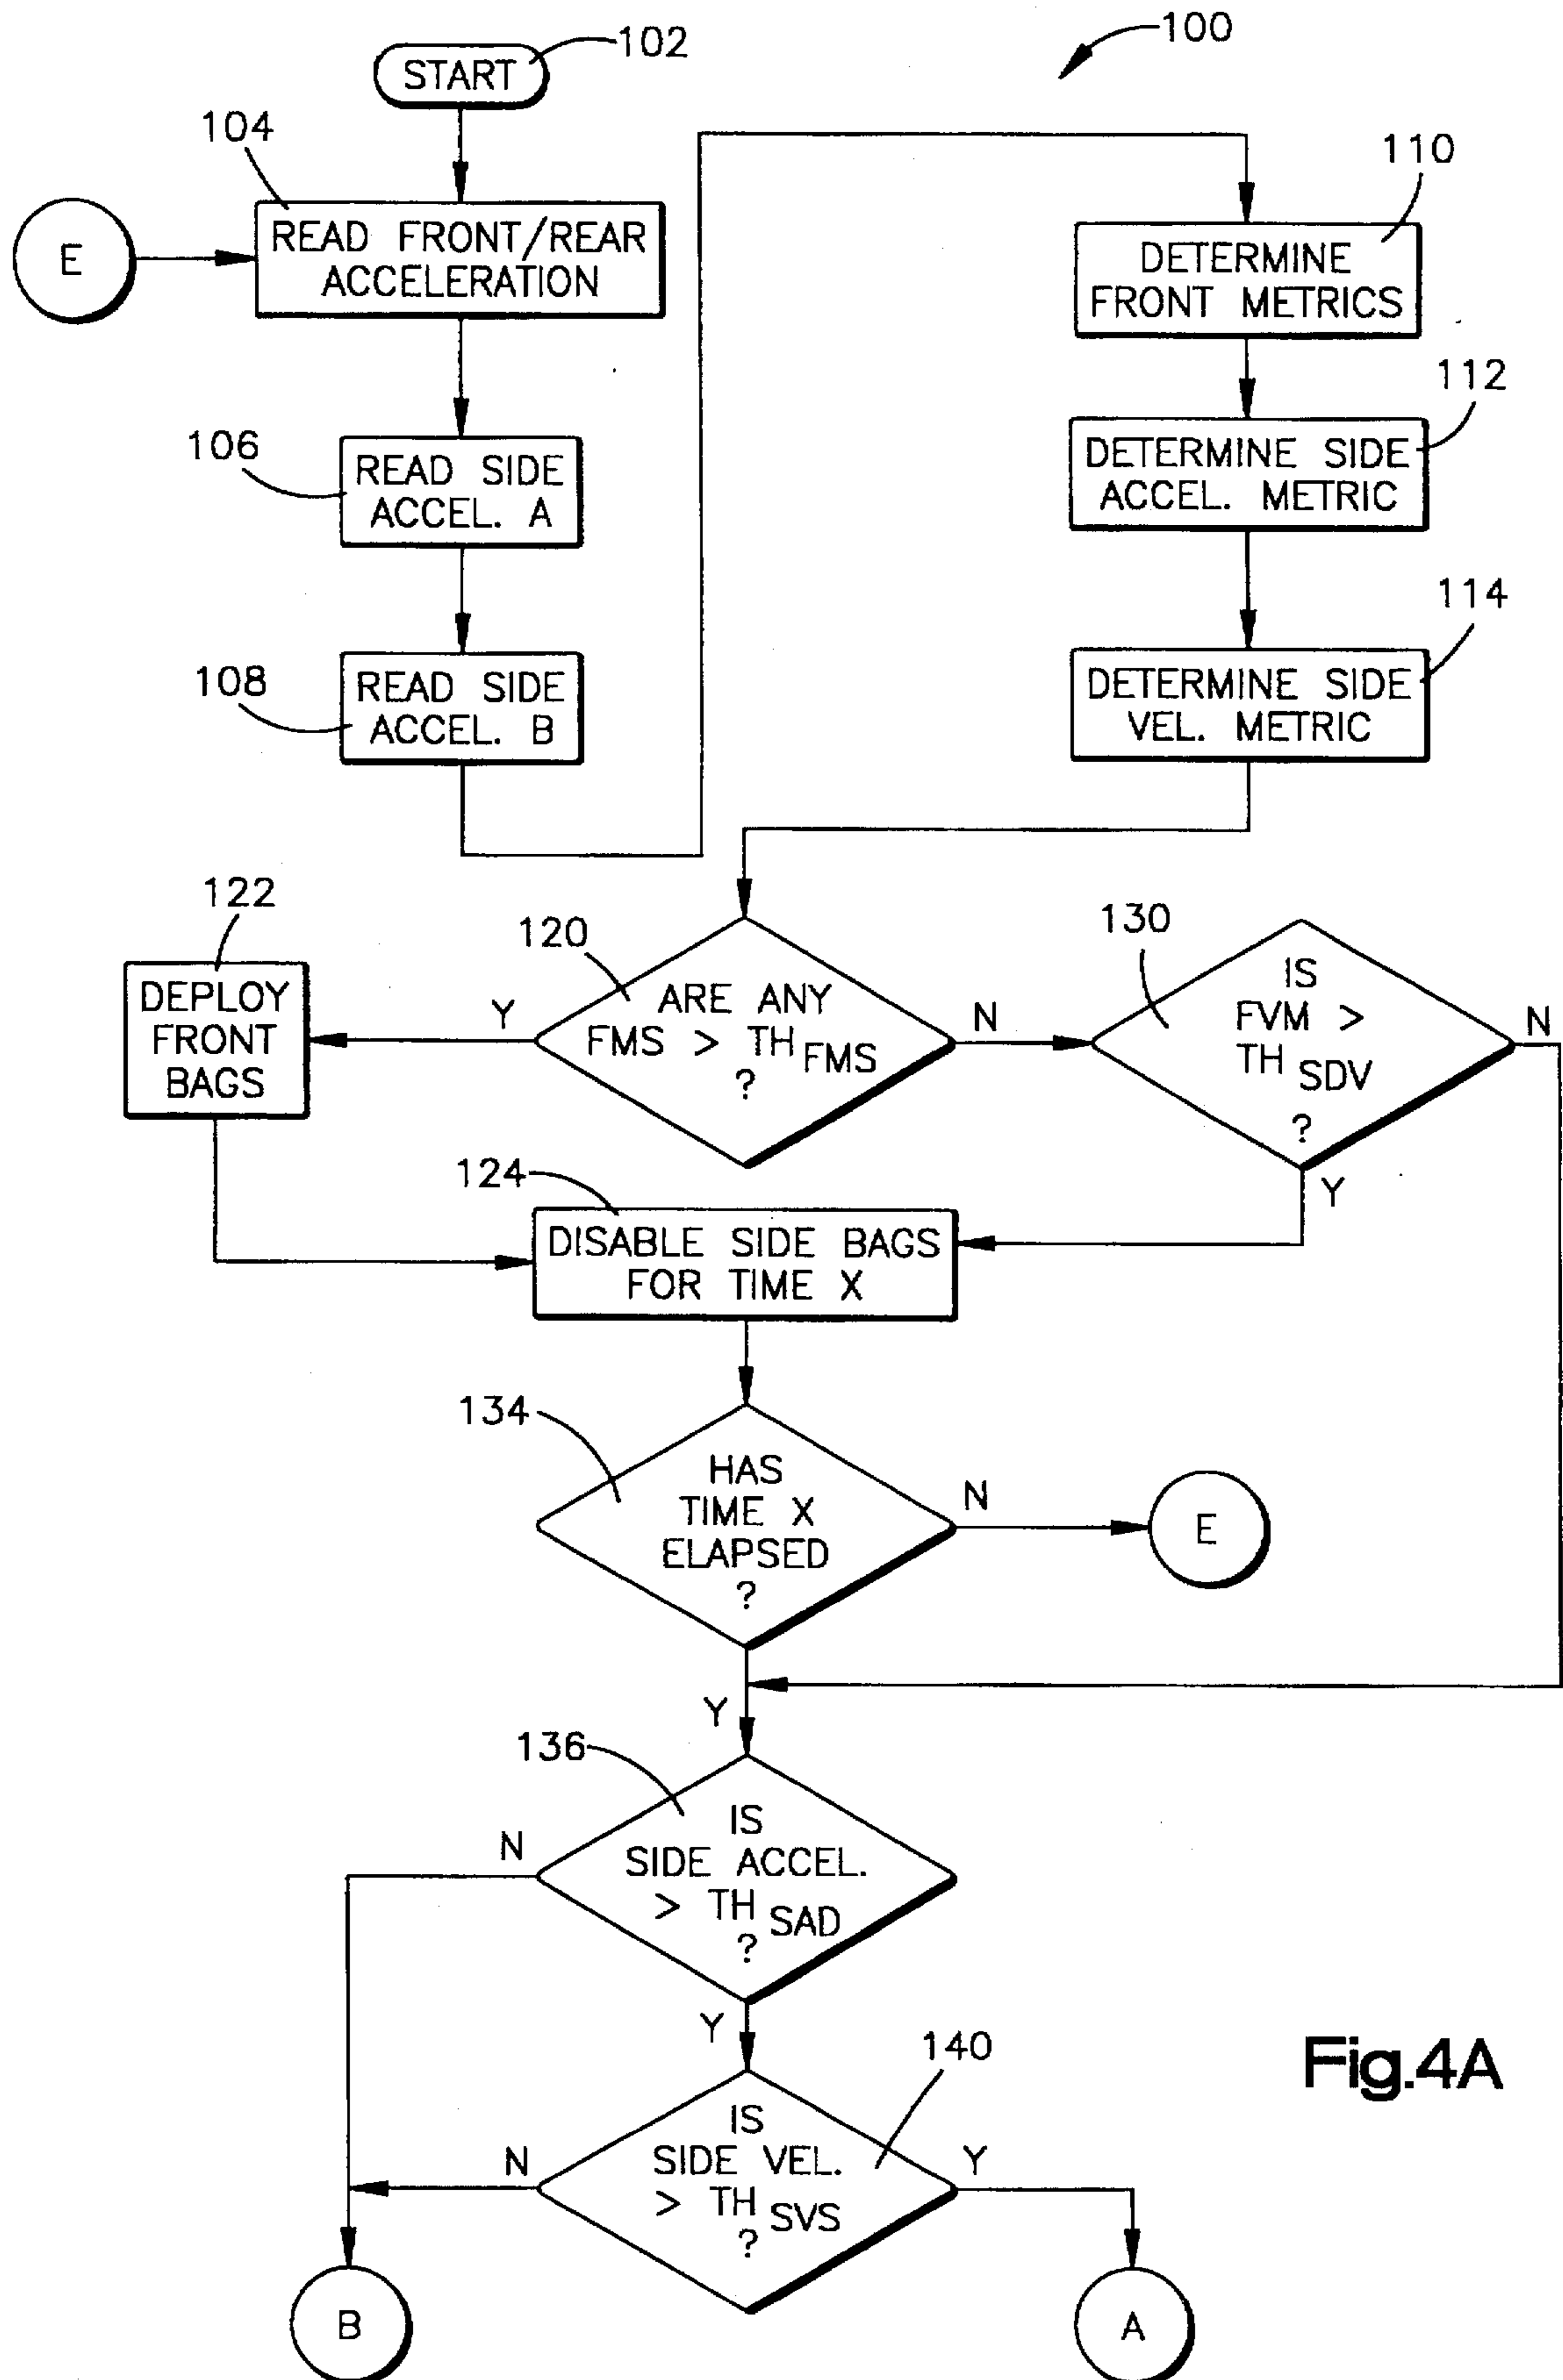 100
102
START
104
E
READ FRONT/REAR
ACCELERATION
106
READ SIDE
ACCEL. A
108
READ SIDE
ACCEL. B
110
DETERMINE
FRONT METRICS
112
DETERMINE SIDE
ACCEL. METRIC
114
DETERMINE SIDE
VEL. METRIC
120
ARE ANY
FMS > TH FMS
?
Y
N
122
DEPLOY
FRONT
BAGS
130
IS
FVM >
TH SDV
?
N
Y
124
DISABLE SIDE BAGS
FOR TIME X
134
HAS
TIME X
ELAPSED
?
N
E
Y
136
IS
SIDE ACCEL.
> TH SAD
?
N
Y
140
IS
SIDE VEL.
> TH SVS
?
N
Y
B
A
Fig.4A